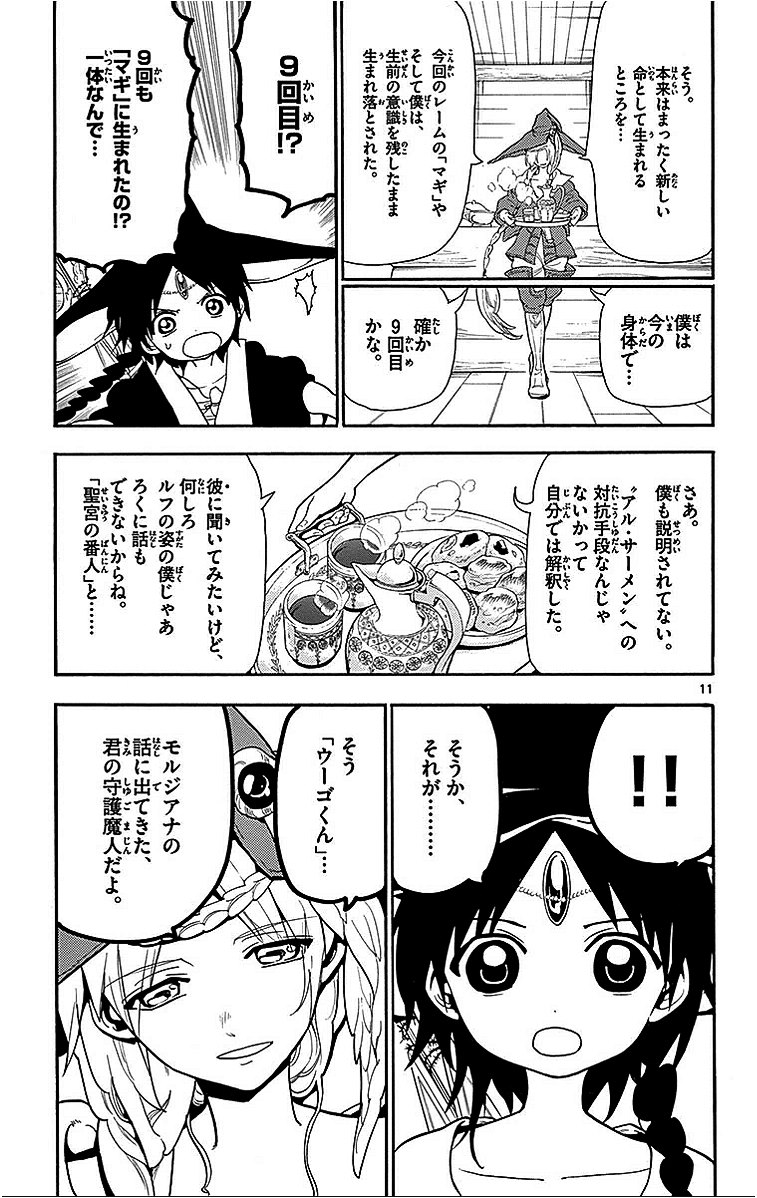 そう。
本来はまったく新しい
命として生まれる
ところを…
今回のレームの「マギ」や
そして僕は、
生前の意識を残したまま
生まれ落とされた。
僕は
今の
身体で…
確か
9回目
かな。
9回目!?
9回も
「マギ」に生まれたの!?
一体なんで…
さあ。
僕も説明されてない。
〝アル・サーメン〟への
対抗手段なんじゃ
ないかって
自分では解釈した。
彼に聞いてみたいけど、
何しろ
ルフの姿の僕じゃあ
ろくに話も
できないからね。
「聖宮の番人」と………
11
!!
そうか、
それが………
そう
「ウーゴくん」…
モルジアナの
話に出てきた、
君の守護魔人だよ。